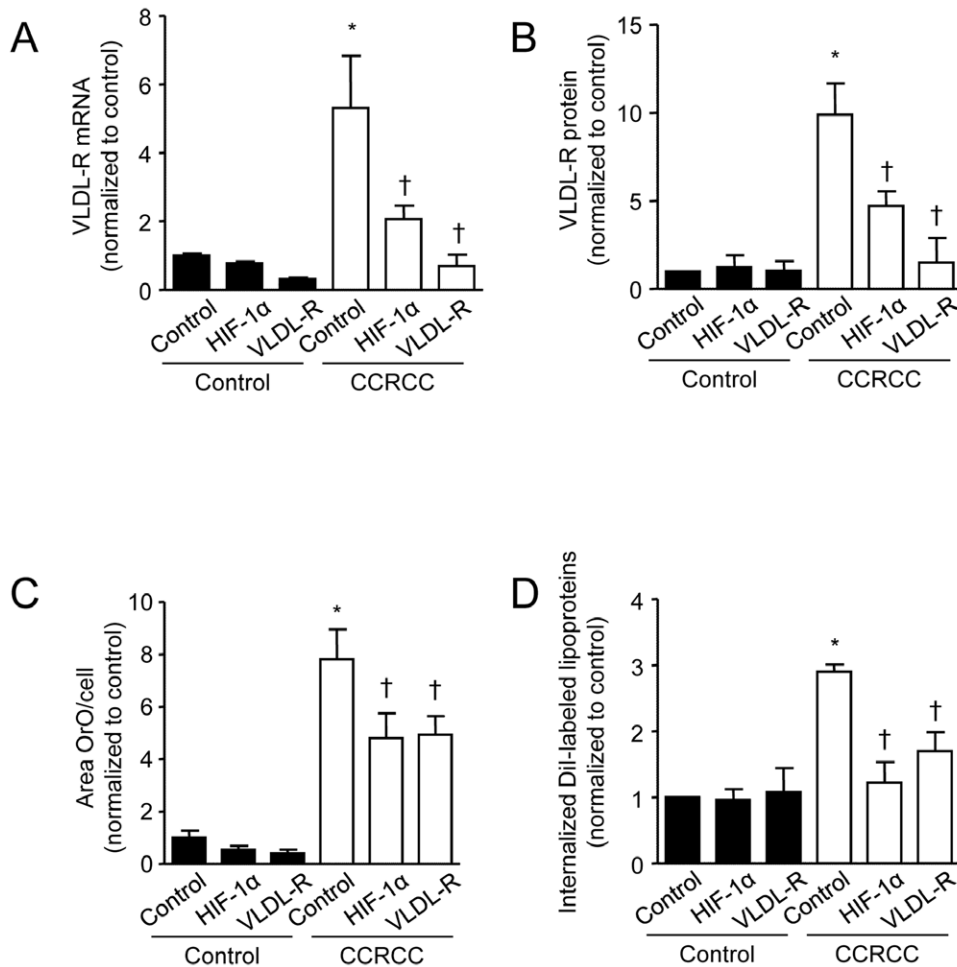 A
VLDL-R mRNA
(normalized to control)
8
6
4
2
0
*
†
†
Control
HIF-1α
VLDL-R
Control
HIF-1α
VLDL-R
Control
CCRCC
B
VLDL-R protein
(normalized to control)
15
10
5
0
*
†
†
Control
HIF-1α
VLDL-R
Control
HIF-1α
VLDL-R
Control
CCRCC
C
Area OrO/cell
(normalized to control)
10
8
6
4
2
0
*
†
†
Control
HIF-1α
VLDL-R
Control
HIF-1α
VLDL-R
Control
CCRCC
D
Internalized DiI-labeled lipoproteins
(normalized to control)
4
3
2
1
0
*
†
†
Control
HIF-1α
VLDL-R
Control
HIF-1α
VLDL-R
Control
CCRCC